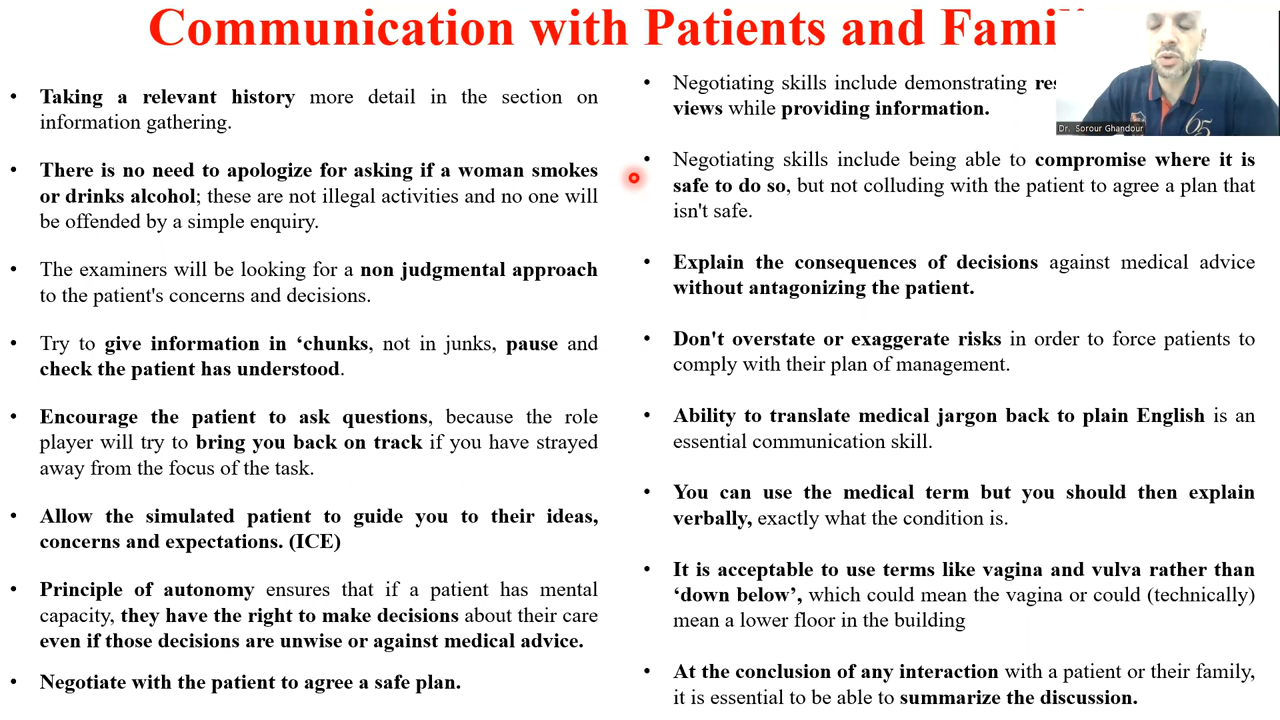 Communication with Patients and Fami
• Taking a relevant history more detail in the section on
information gathering.
• There is no need to apologize for asking if a woman smokes
or drinks alcohol; these are not illegal activities and no one will
be offended by a simple enquiry.
• The examiners will be looking for a non judgmental approach
to the patient's concerns and decisions.
• Try to give information in ‘chunks, not in junks, pause and
check the patient has understood.
• Encourage the patient to ask questions, because the role
player will try to bring you back on track if you have strayed
away from the focus of the task.
• Allow the simulated patient to guide you to their ideas,
concerns and expectations. (ICE)
• Principle of autonomy ensures that if a patient has mental
capacity, they have the right to make decisions about their care
even if those decisions are unwise or against medical advice.
• Negotiate with the patient to agree a safe plan.
• Negotiating skills include demonstrating
views while providing information.
• Negotiating skills include being able to compromise where it is
safe to do so, but not colluding with the patient to agree a plan that
isn't safe.
• Explain the consequences of decisions against medical advice
without antagonizing the patient.
• Don't overstate or exaggerate risks in order to force patients to
comply with their plan of management.
• Ability to translate medical jargon back to plain English is an
essential communication skill.
• You can use the medical term but you should then explain
verbally, exactly what the condition is.
• It is acceptable to use terms like vagina and vulva rather than
‘down below’, which could mean the vagina or could (technically)
mean a lower floor in the building
• At the conclusion of any interaction with a patient or their family,
it is essential to be able to summarize the discussion.
Dr. Sorour Ghandour
65